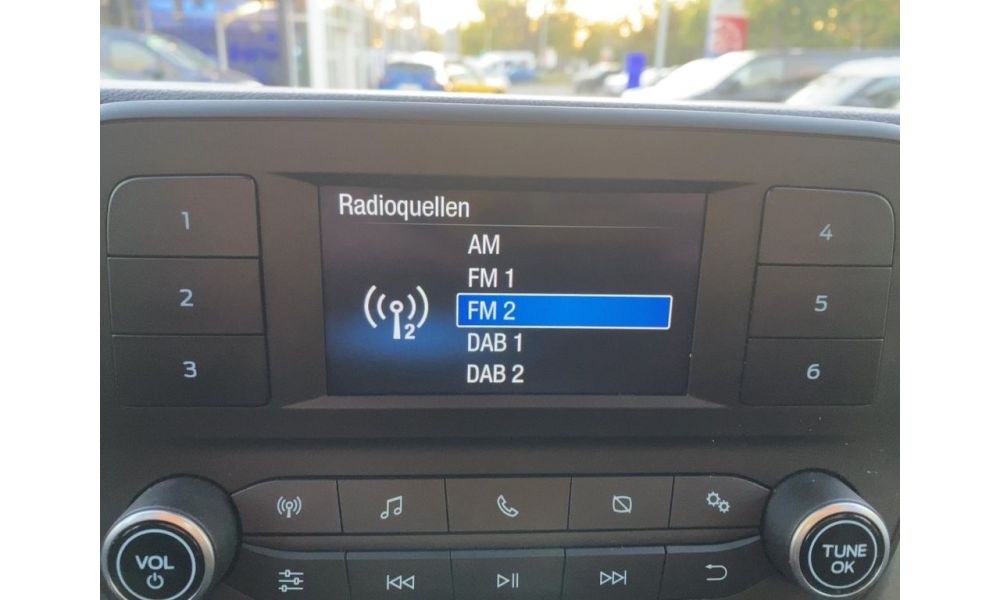 Radioquellen
AM
FM 1
FM 2
DAB 1
DAB 2
2
1
2
3
4
5
6
VOL
TUNE
OK